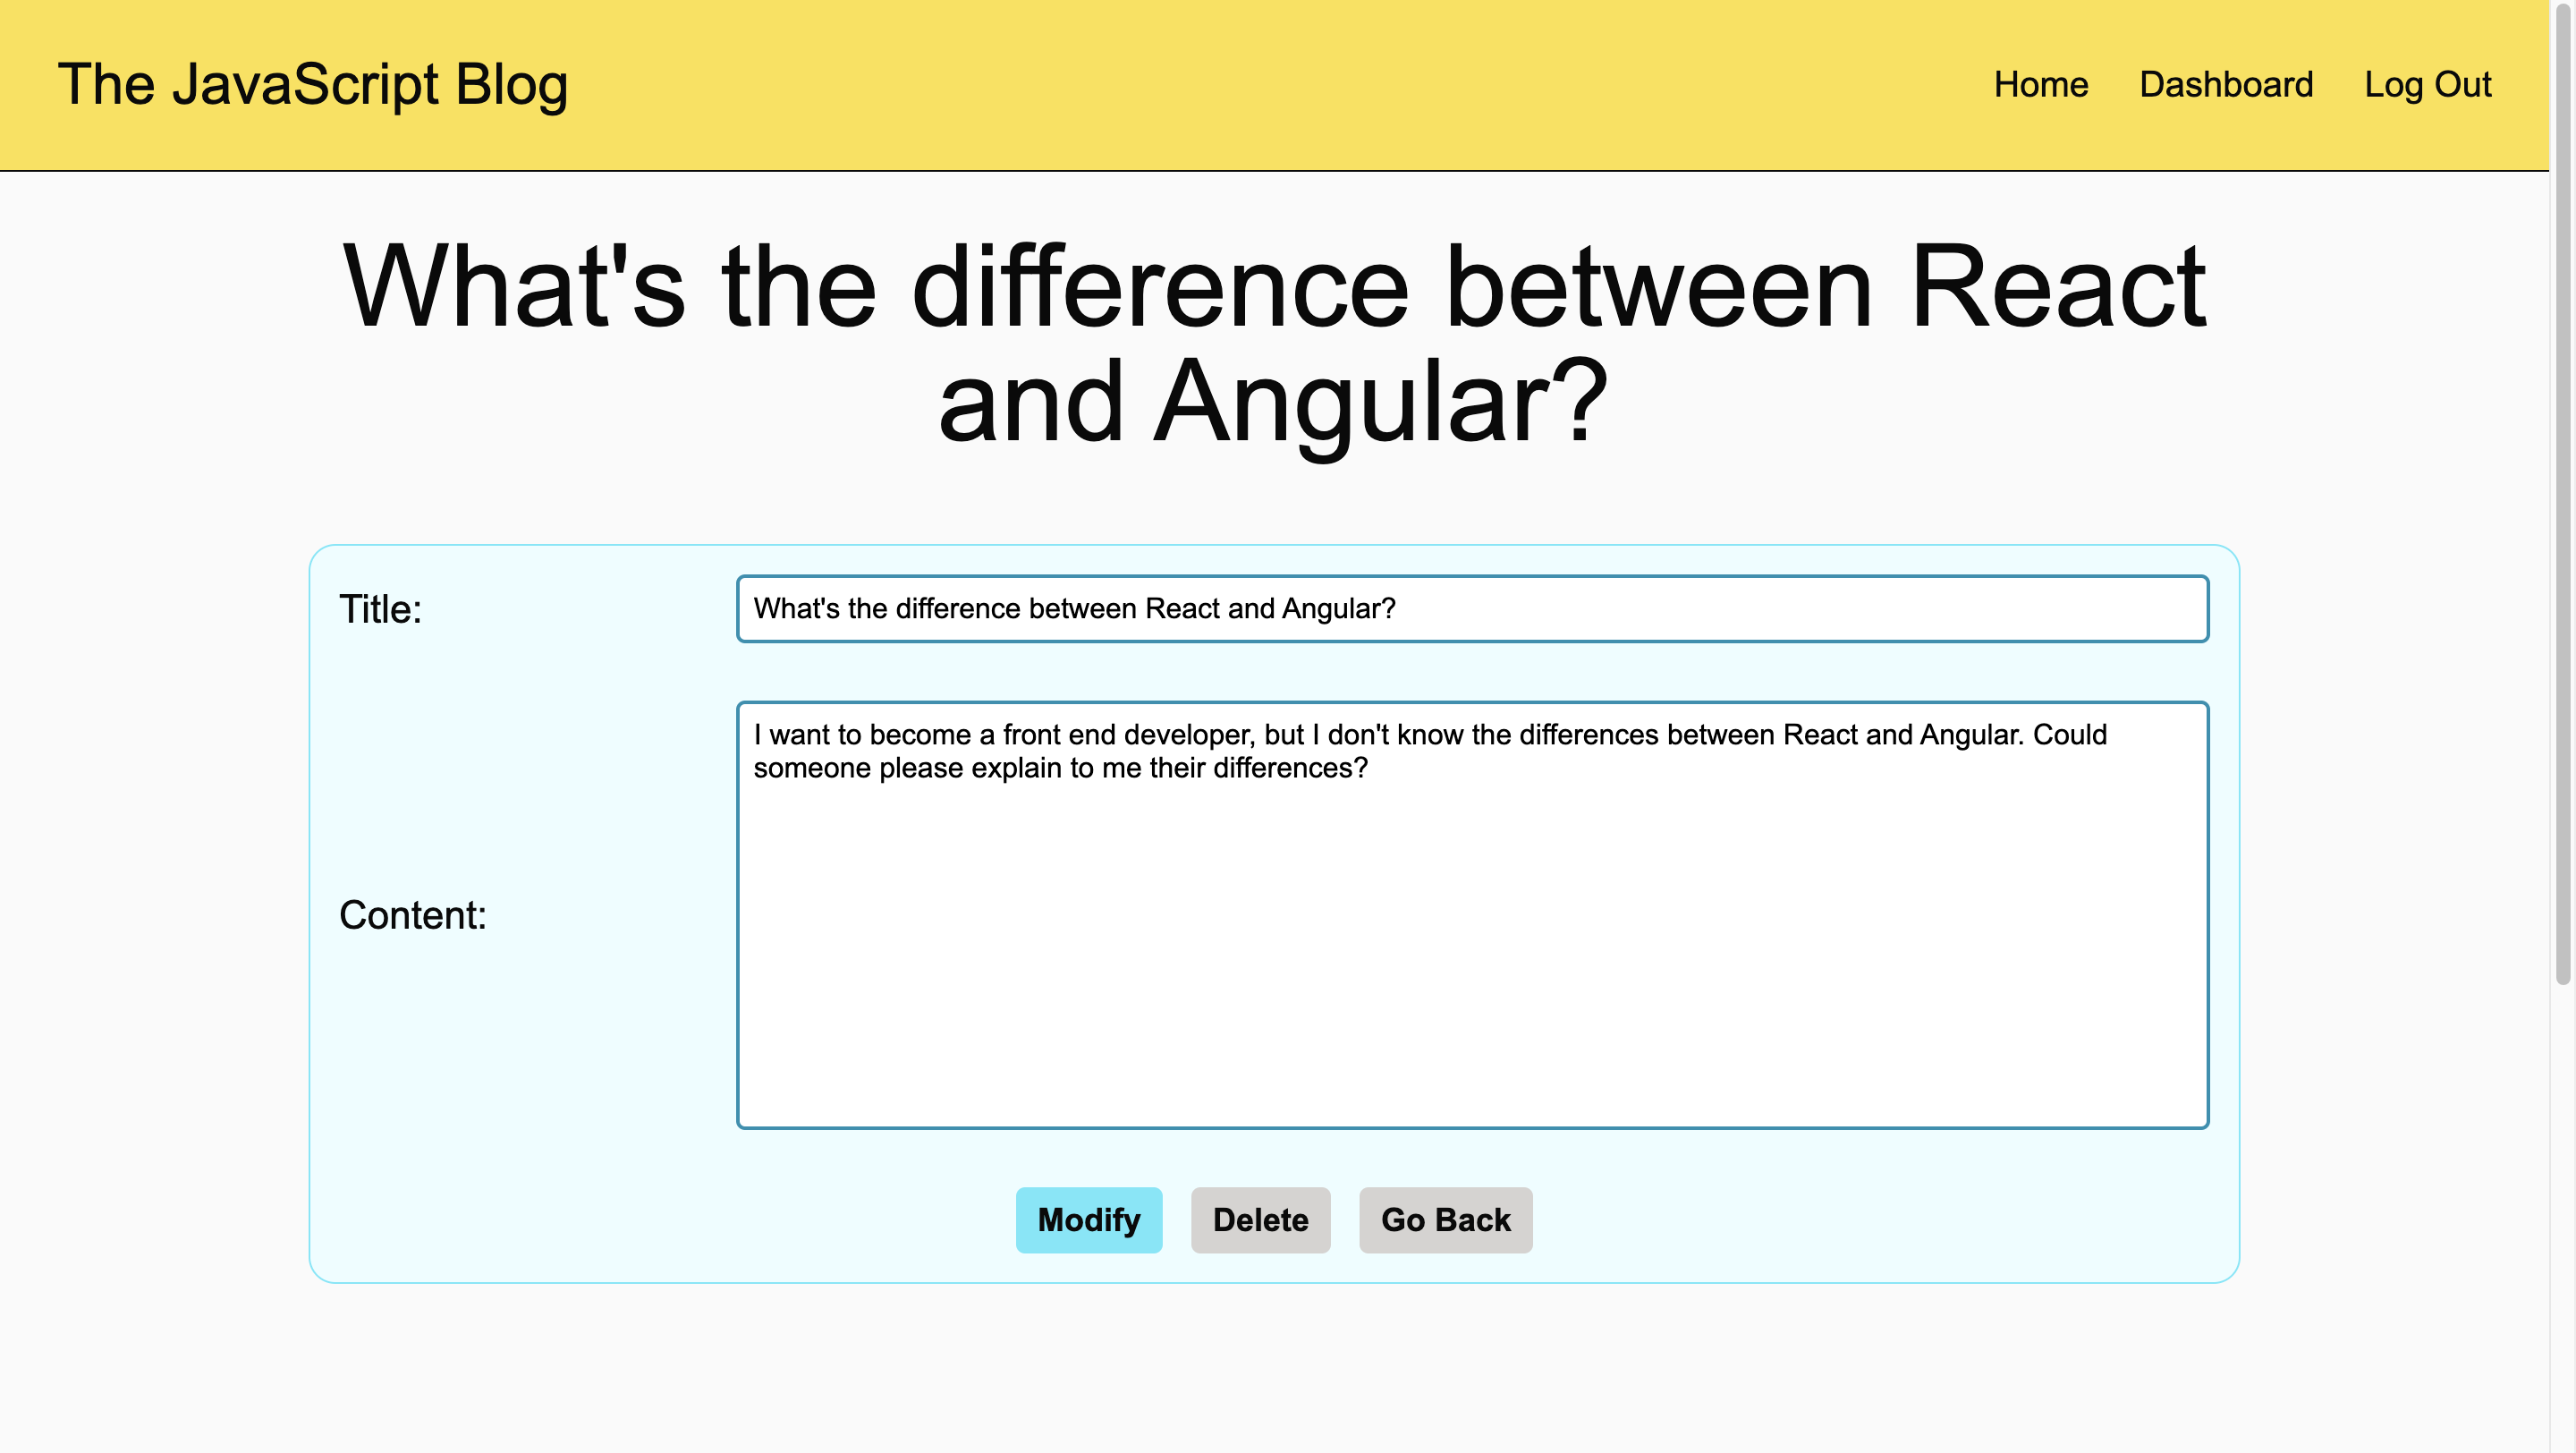 The JavaScript Blog
Home Dashboard Log Out
What's the difference between React
and Angular?
Title:
What's the difference between React and Angular?
Content:
I want to become a front end developer, but I don't know the differences between React and Angular. Could
someone please explain to me their differences?
Modify Delete Go Back